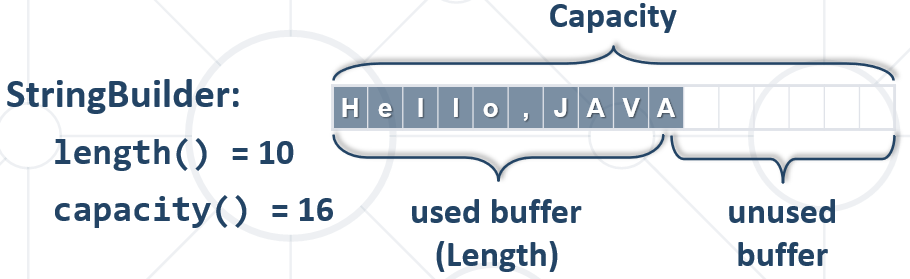 Capacity
StringBuilder:
H e l l o , J A V A
length() = 10
capacity() = 16
used buffer
(Length)
unused
buffer